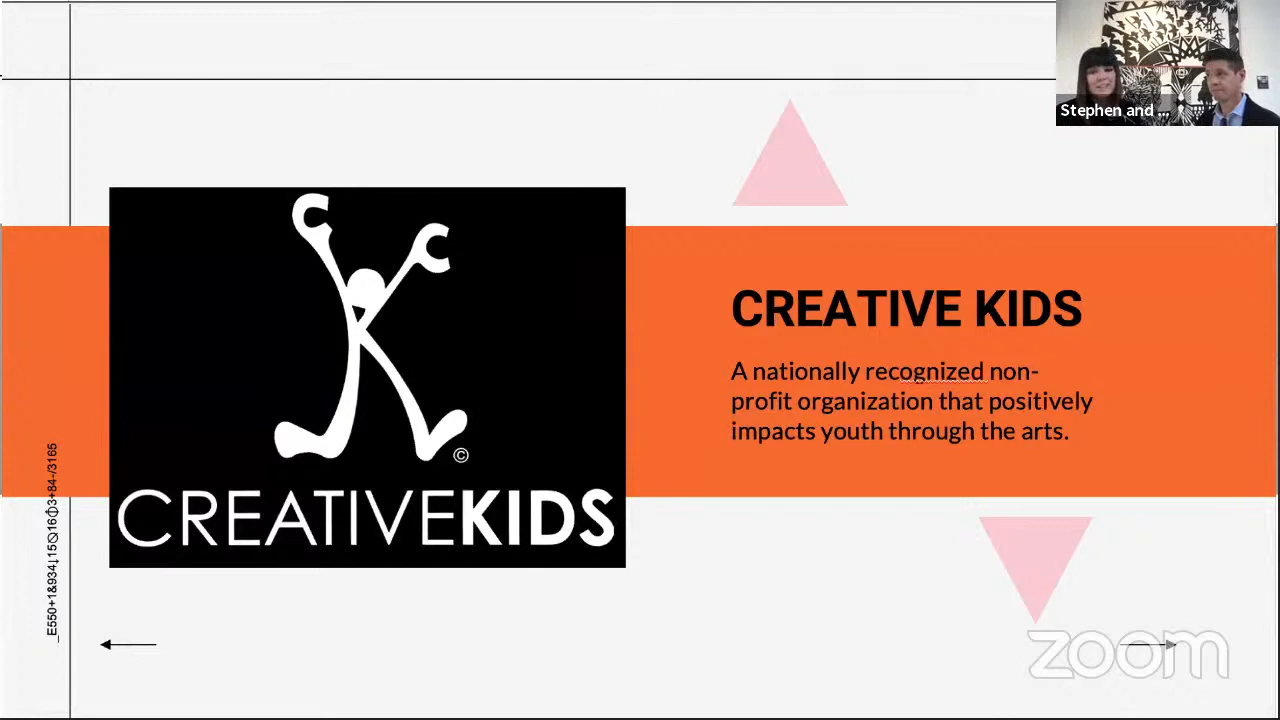 Stephen and ...
©
CREATIVEKIDS
CREATIVE KIDS
A nationally recognized non-
profit organization that positively
impacts youth through the arts.
zoom